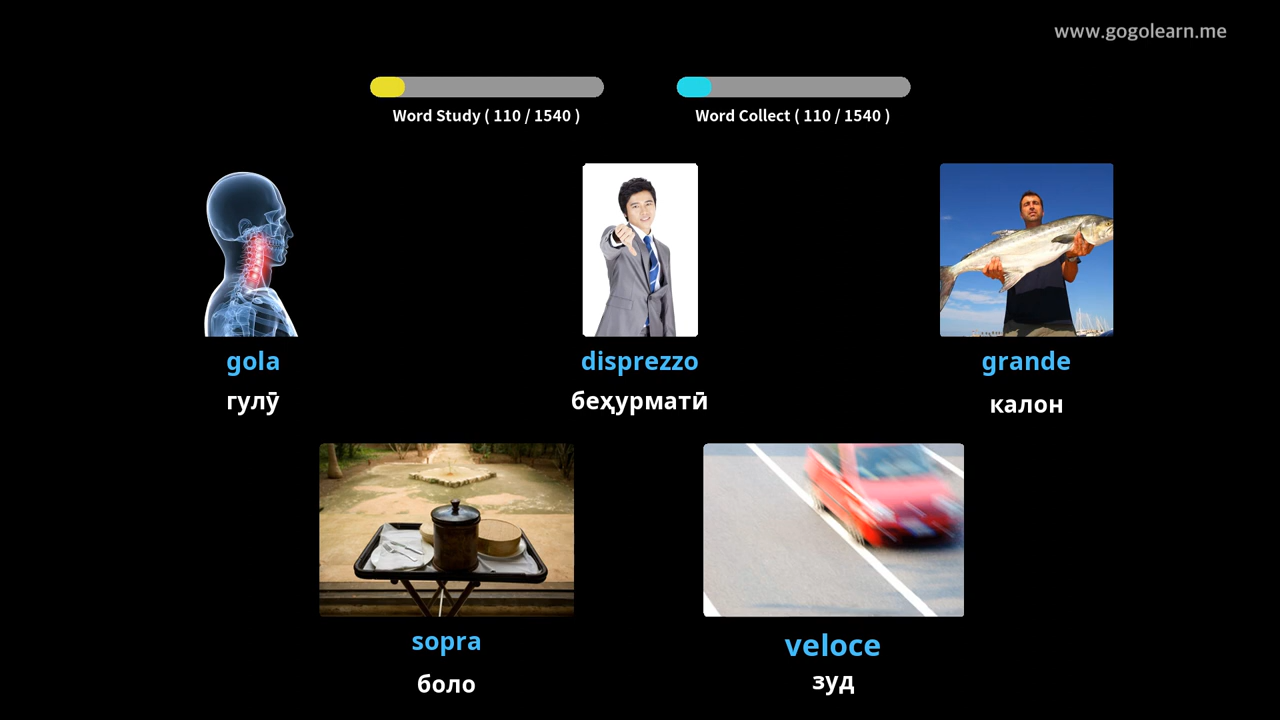 www.gogolearn.me
Word Study ( 110 / 1540 )
Word Collect ( 110 / 1540 )
gola
гулӯ
disprezzo
беҳурматӣ
grande
калон
sopra
боло
veloce
зуд